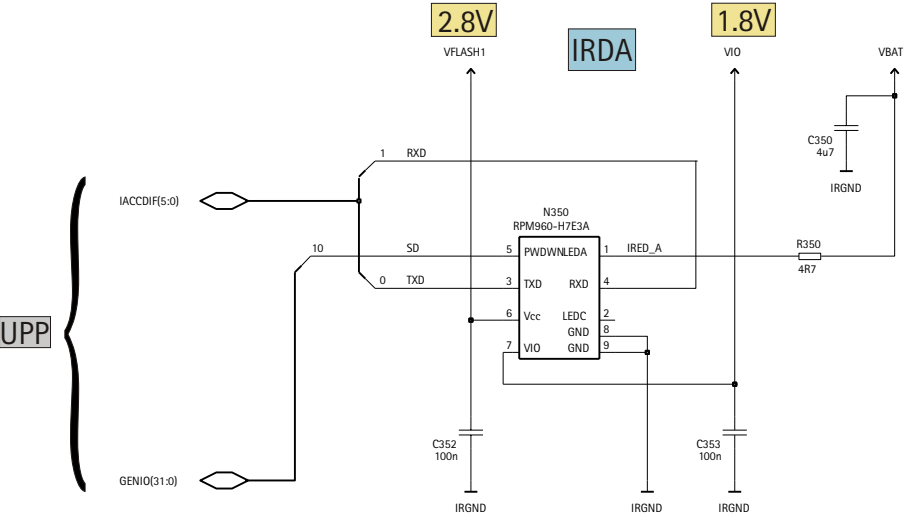 2.8V
1.8V
VFLASH1
IRDA
VIO
VBAT
C350
4u7
IRGND
1 RXD
IACCDIF(5:0)
N350
RPM960-H7E3A
10 SD
5 PWDWN LEDA 1 IRED_A
R350
4R7
0 TXD
3 TXD RXD 4
6 Vcc LEDC 2
GND 8
7 VIO GND 9
UPP
C352
100n
C353
100n
GENIO(31:0)
IRGND
IRGND
IRGND